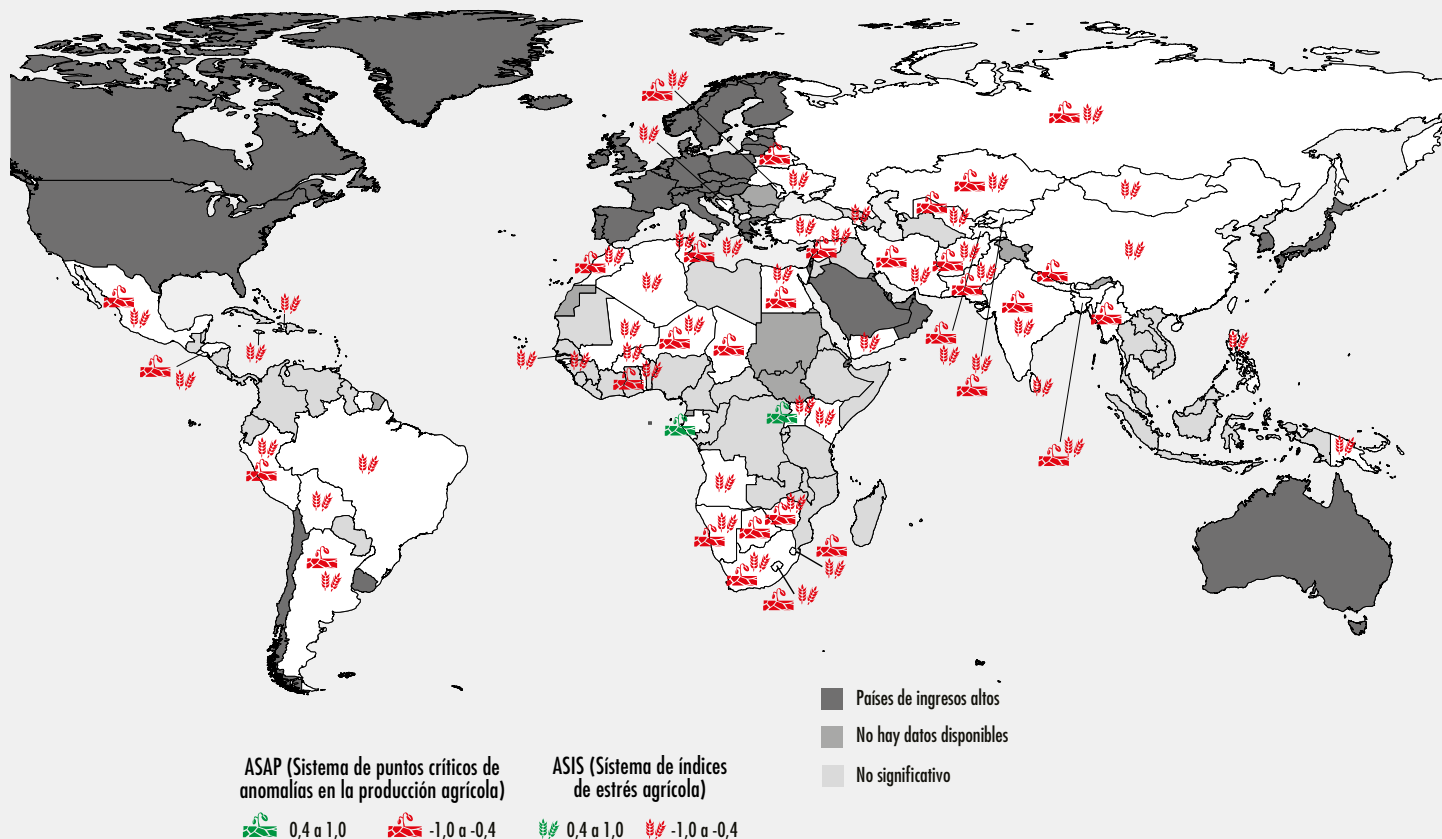 Países de ingresos altos
No hay datos disponibles
No significativo
ASAP (Sistema de puntos críticos de
anomalías en la producción agrícola)
0,4 a 1,0
-1,0 a -0,4
ASIS (Sístema de índices
de estrés agrícola)
0,4 a 1,0
-1,0 a -0,4